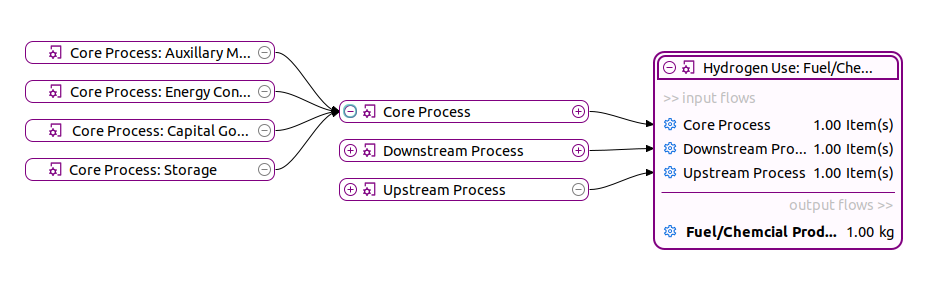 Core Process: Auxillary M...
Core Process: Energy Con...
Core Process: Capital Go...
Core Process: Storage
Core Process
Downstream Process
Upstream Process
Hydrogen Use: Fuel/Che...
>> input flows
Core Process 1.00 Item(s)
Downstream Pro... 1.00 Item(s)
Upstream Process 1.00 Item(s)
output flows >>
Fuel/Chemcial Prod... 1.00 kg